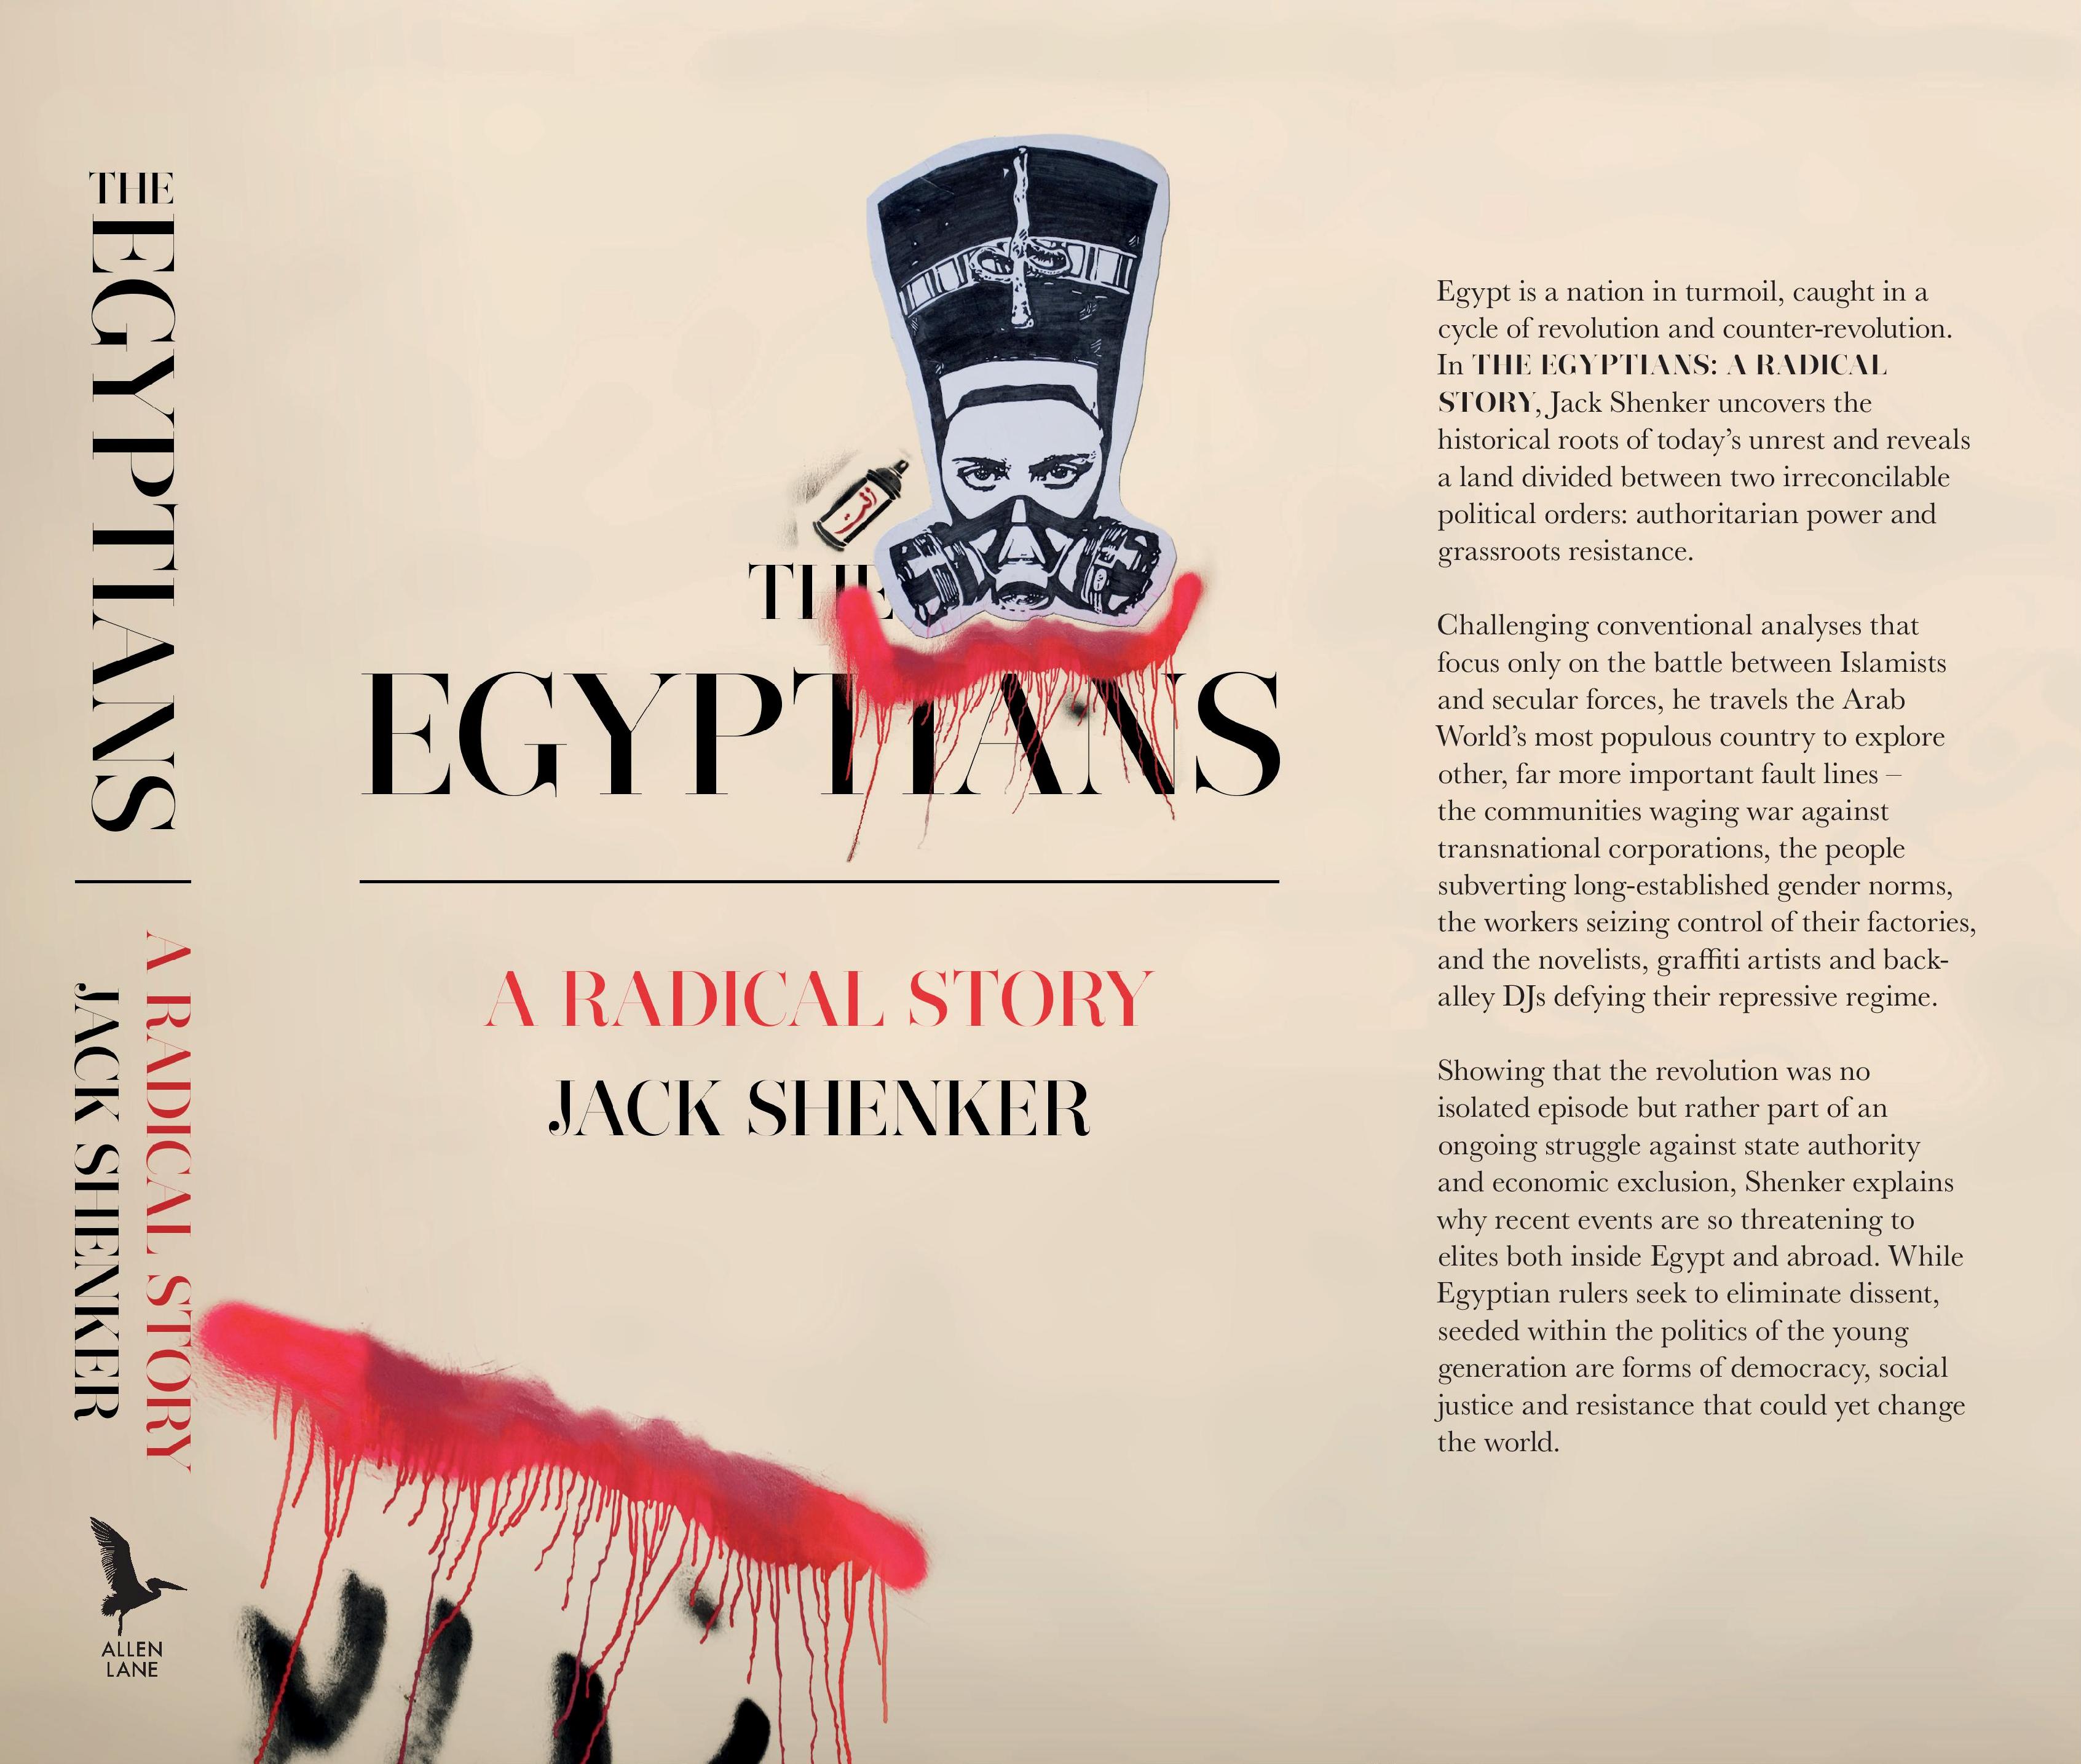 THE EGYPTIANS
A RADICAL STORY
JACK SHENKER
ALLEN
LANE
THE
EGYPTIANS
A RADICAL STORY
JACK SHENKER
Egypt is a nation in turmoil, caught in a
cycle of revolution and counter-revolution.
In THE EGYPTIANS: A RADICAL
STORY, Jack Shenker uncovers the
historical roots of today’s unrest and reveals
a land divided between two irreconcilable
political orders: authoritarian power and
grassroots resistance.
Challenging conventional analyses that
focus only on the battle between Islamists
and secular forces, he travels the Arab
World’s most populous country to explore
other, far more important fault lines –
the communities waging war against
transnational corporations, the people
subverting long-established gender norms,
the workers seizing control of their factories,
and the novelists, graffiti artists and back-
alley DJs defying their repressive regime.
Showing that the revolution was no
isolated episode but rather part of an
ongoing struggle against state authority
and economic exclusion, Shenker explains
why recent events are so threatening to
elites both inside Egypt and abroad. While
Egyptian rulers seek to eliminate dissent,
seeded within the politics of the young
generation are forms of democracy, social
justice and resistance that could yet change
the world.